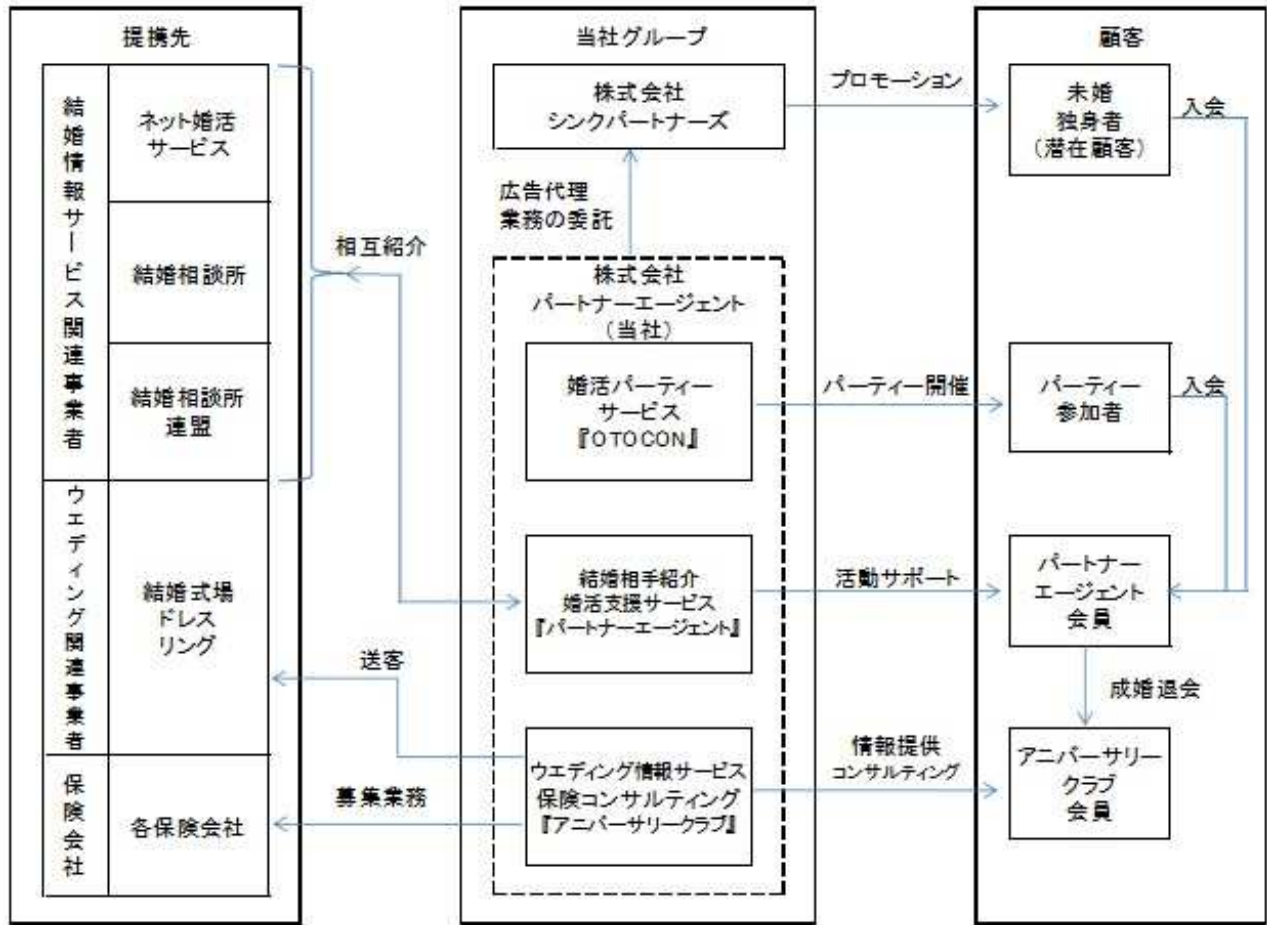 提携先
結婚情報サービス関連事業者
ネット婚活
サービス
結婚相談所
結婚相談所
連盟
ウエディング関連事業者
結婚式場
ドレス
リング
保険会社
各保険会社
相互紹介
送客
募集業務
当社グループ
株式会社
シンクパートナーズ
広告代理
業務の委託
株式会社
パートナーエージェント
(当社)
婚活パーティー
サービス
『OTOCON』
結婚相手紹介
婚活支援サービス
『パートナーエージェント』
ウエディング情報サービス
保険コンサルティング
『アニバーサリークラブ』
プロモーション
パーティー開催
活動サポート
情報提供
コンサルティング
顧客
未婚
独身者
(潜在顧客)
入会
パーティー
参加者
入会
パートナー
エージェント
会員
成婚退会
アニバーサリー
クラブ
会員